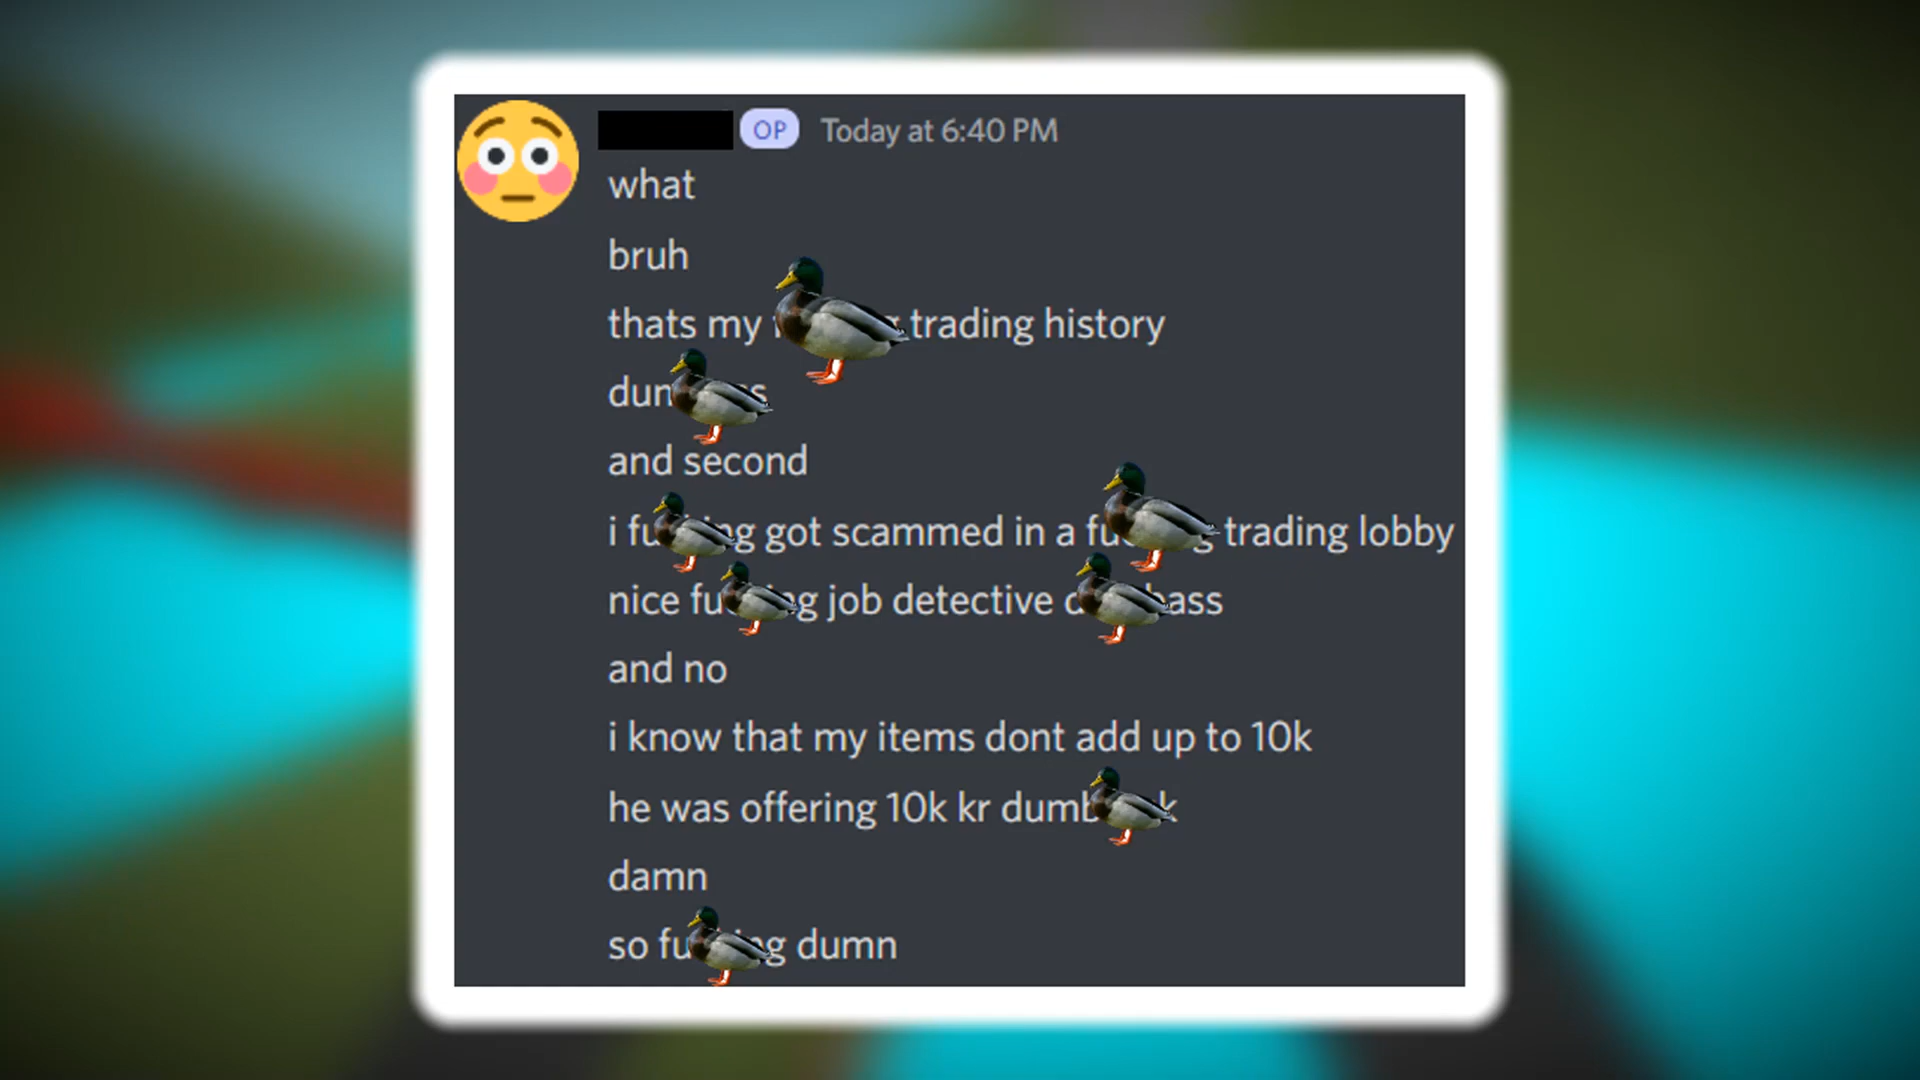 OP Today at 6:40 PM
what
bruh
thats my trading history
and second
i got scammed in a trading lobby
nice job detective
and no
i know that my items dont add up to 10k
he was offering 10k kr
damn
so dumn